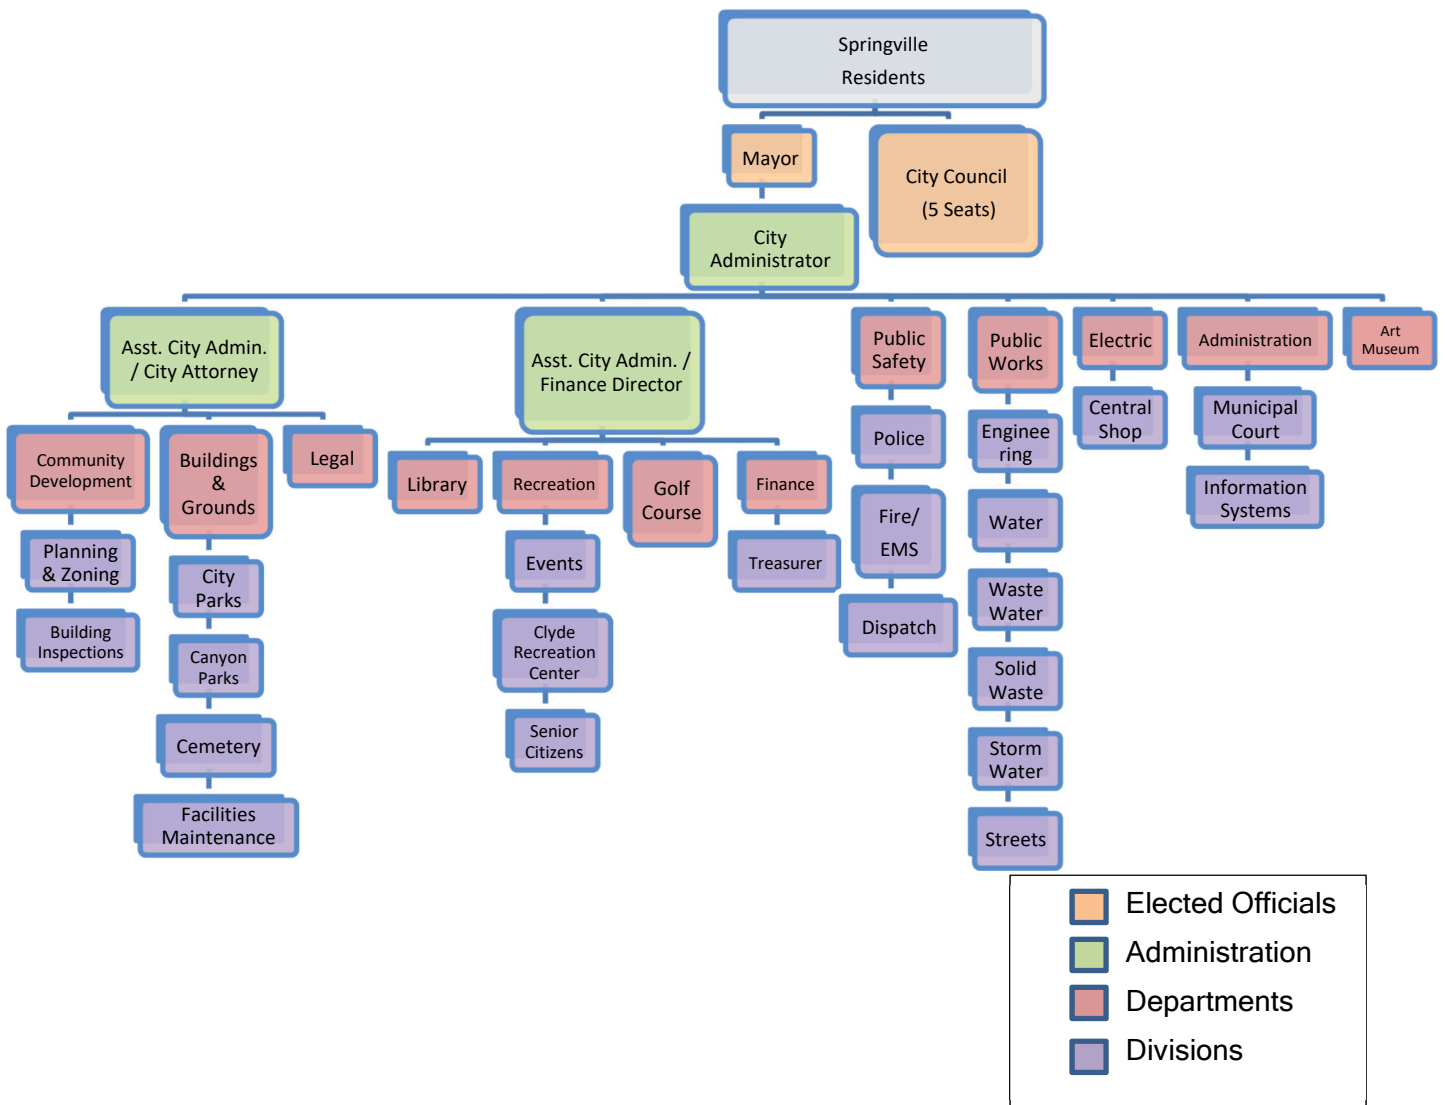 Springville
Residents
Mayor
City Council
(5 Seats)
City
Administrator
Asst. City Admin.
/ City Attorney
Asst. City Admin. /
Finance Director
Public
Safety
Public
Works
Electric
Administration
Art
Museum
Community
Development
Buildings
&
Grounds
Legal
Library
Recreation
Golf
Course
Finance
Police
Enginee
ring
Central
Shop
Municipal
Court
Planning
& Zoning
City
Parks
Events
Treasurer
Fire/
EMS
Water
Information
Systems
Building
Inspections
Canyon
Parks
Clyde
Recreation
Center
Dispatch
Waste
Water
Cemetery
Senior
Citizens
Solid
Waste
Facilities
Maintenance
Storm
Water
Streets
Elected Officials
Administration
Departments
Divisions